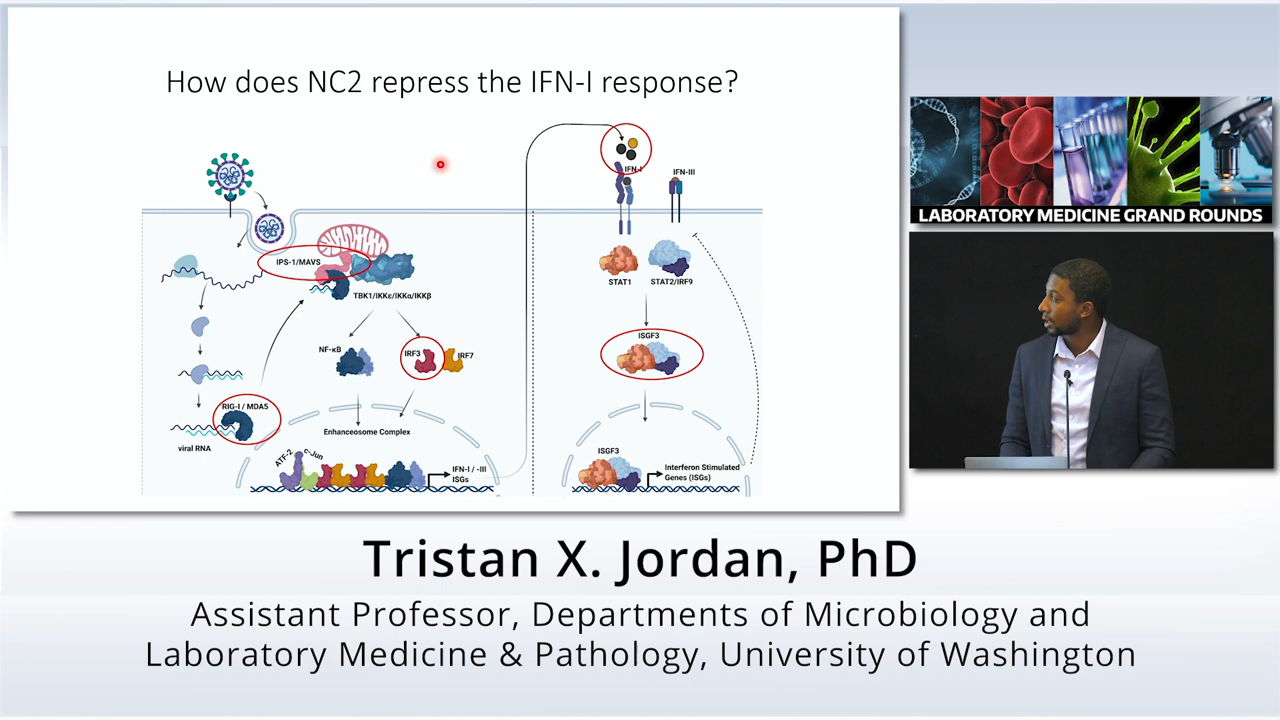 How does NC2 repress the IFN-I response?
IFN-I
IFN-III
IPS-1/MAVS
TBK1/IKKε/IKKα/IKKβ
STAT1
STAT2/IRF9
NF-κB
IRF3
IRF7
ISGF3
RIG-I / MDA5
viral RNA
Enhanceosome Complex
ATF-2
c-Jun
IFN-I / -III
ISGs
ISGF3
Interferon Stimulated
Genes (ISGs)
LABORATORY MEDICINE GRAND ROUNDS
Tristan X. Jordan, PhD
Assistant Professor, Departments of Microbiology and
Laboratory Medicine & Pathology, University of Washington